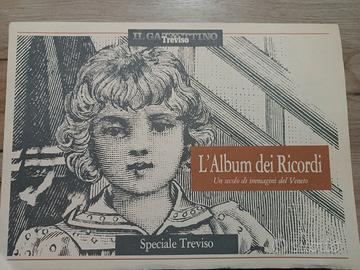 IL GAZZETTINO
Treviso
L'Album dei Ricordi
Un secolo di immagini del Veneto
Speciale Treviso